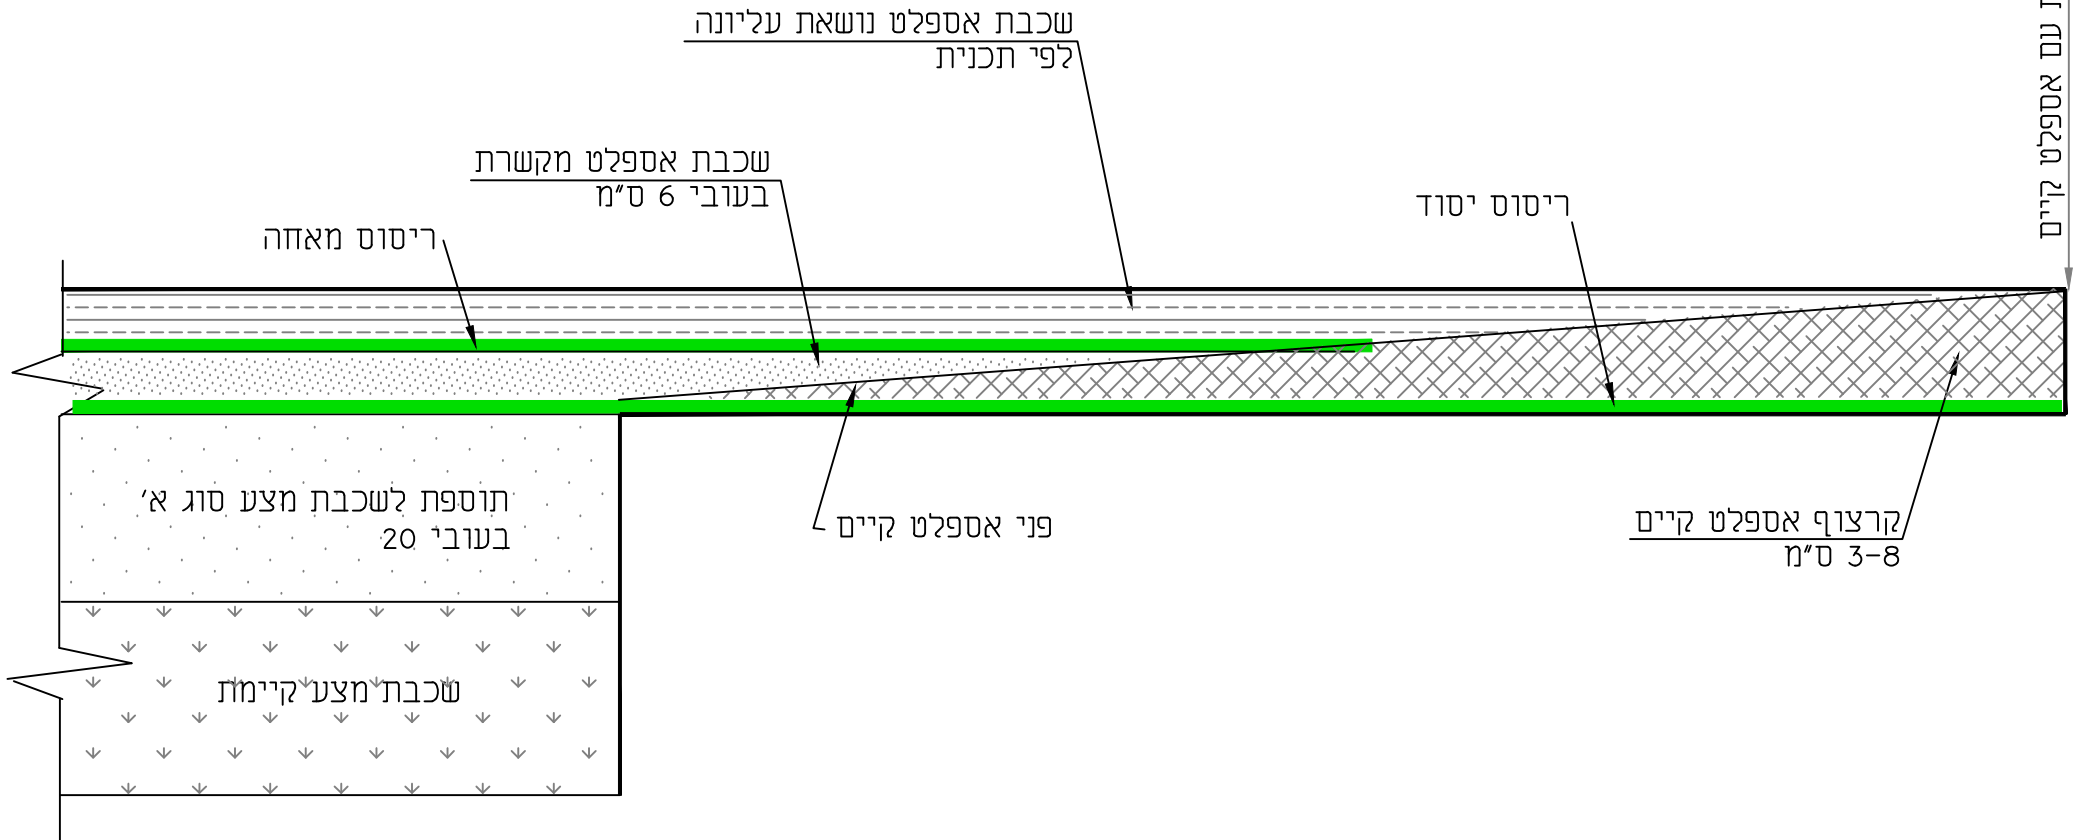 שכבת אספלט נושאת עליונה
לפי תכנית
שכבת אספלט מקשרת
בעובי 6 ס"מ
ריסוס מאחה
ריסוס יסוד
עם אספלט קיים
תוספת לשכבת מצע סוג א'
בעובי 20
פני אספלט קיים
קרצוף אספלט קיים
3-8 ס"מ
שכבת מצע קיימת